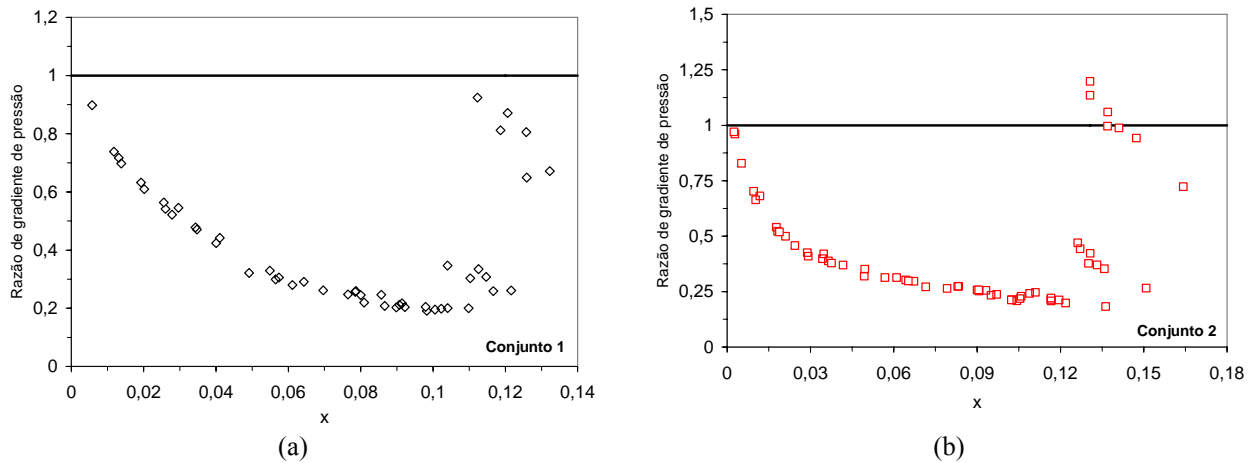 Razão de gradiente de pressão
1,2
1
0,8
0,6
0,4
0,2
0
Conjunto 1
0 0,02 0,04 0,06 0,08 0,1 0,12 0,14
x
(a)
Razão de gradiente de pressão
1,5
1,25
1
0,75
0,5
0,25
0
Conjunto 2
0 0,03 0,06 0,09 0,12 0,15 0,18
x
(b)